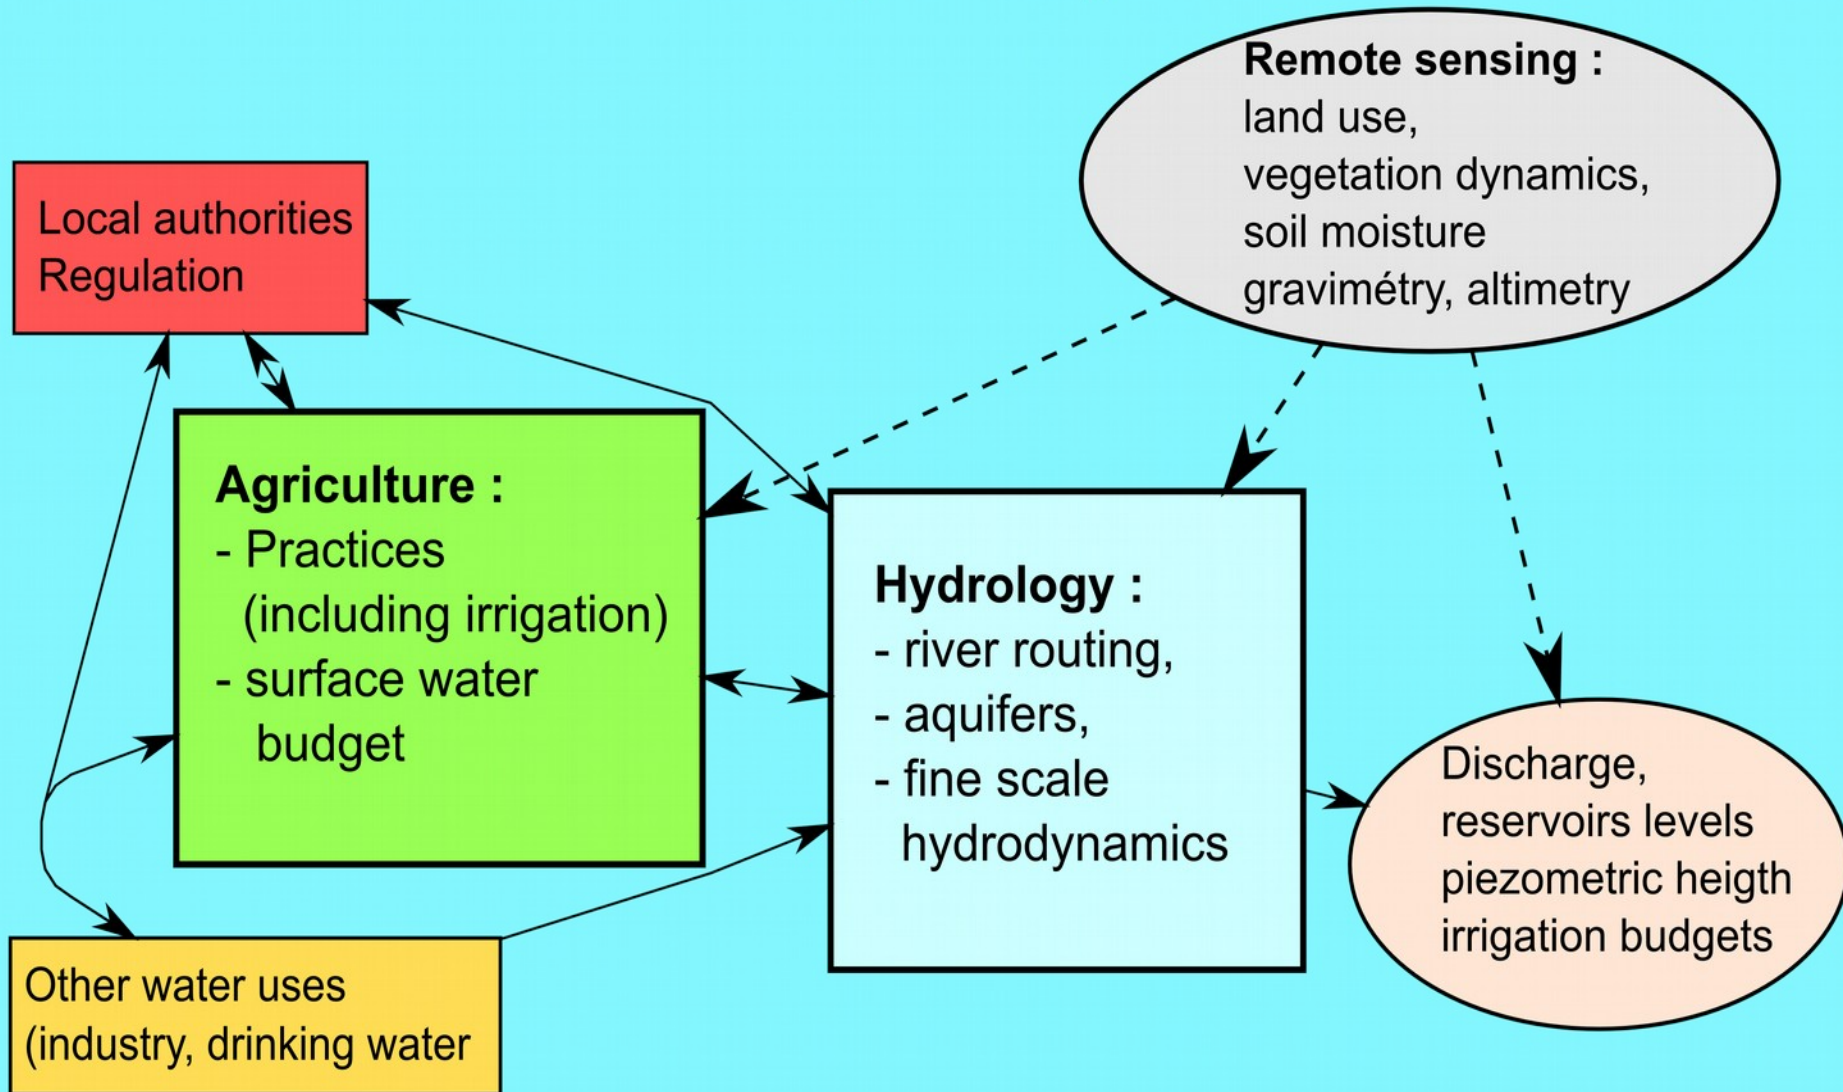 Remote sensing :
land use,
vegetation dynamics,
soil moisture
gravimétry, altimetry
Local authorities
Regulation
Agriculture :
- Practices
(including irrigation)
- surface water
budget
Hydrology :
- river routing,
- aquifers,
- fine scale
hydrodynamics
Discharge,
reservoirs levels
piezometric heigth
irrigation budgets
Other water uses
(industry, drinking water